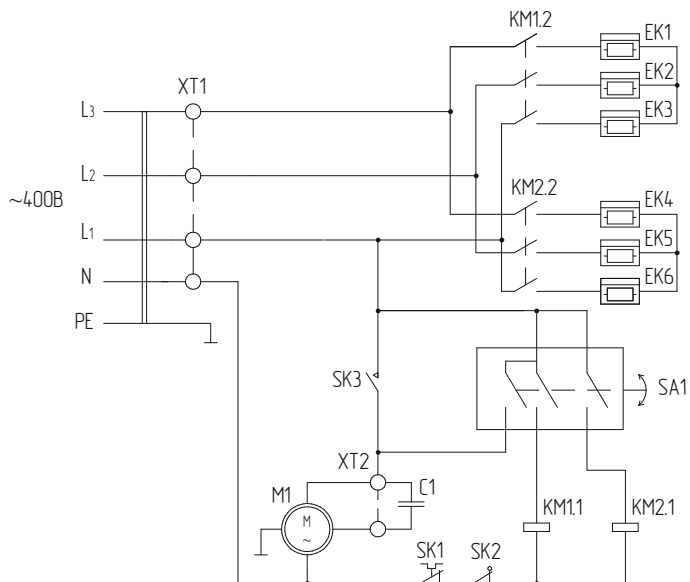 KM1.2
EK1
EK2
EK3
XT1
L3
L2
~400В
L1
N
PE
KM2.2
EK4
EK5
EK6
SK3
SA1
XT2
C1
M1
M
~
KM1.1
KM2.1
SK1
SK2